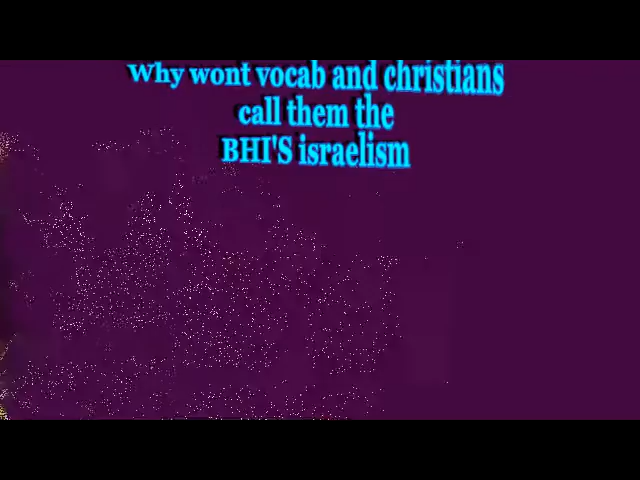 Why wont vocab and christians
call them the
BHI'S israelism